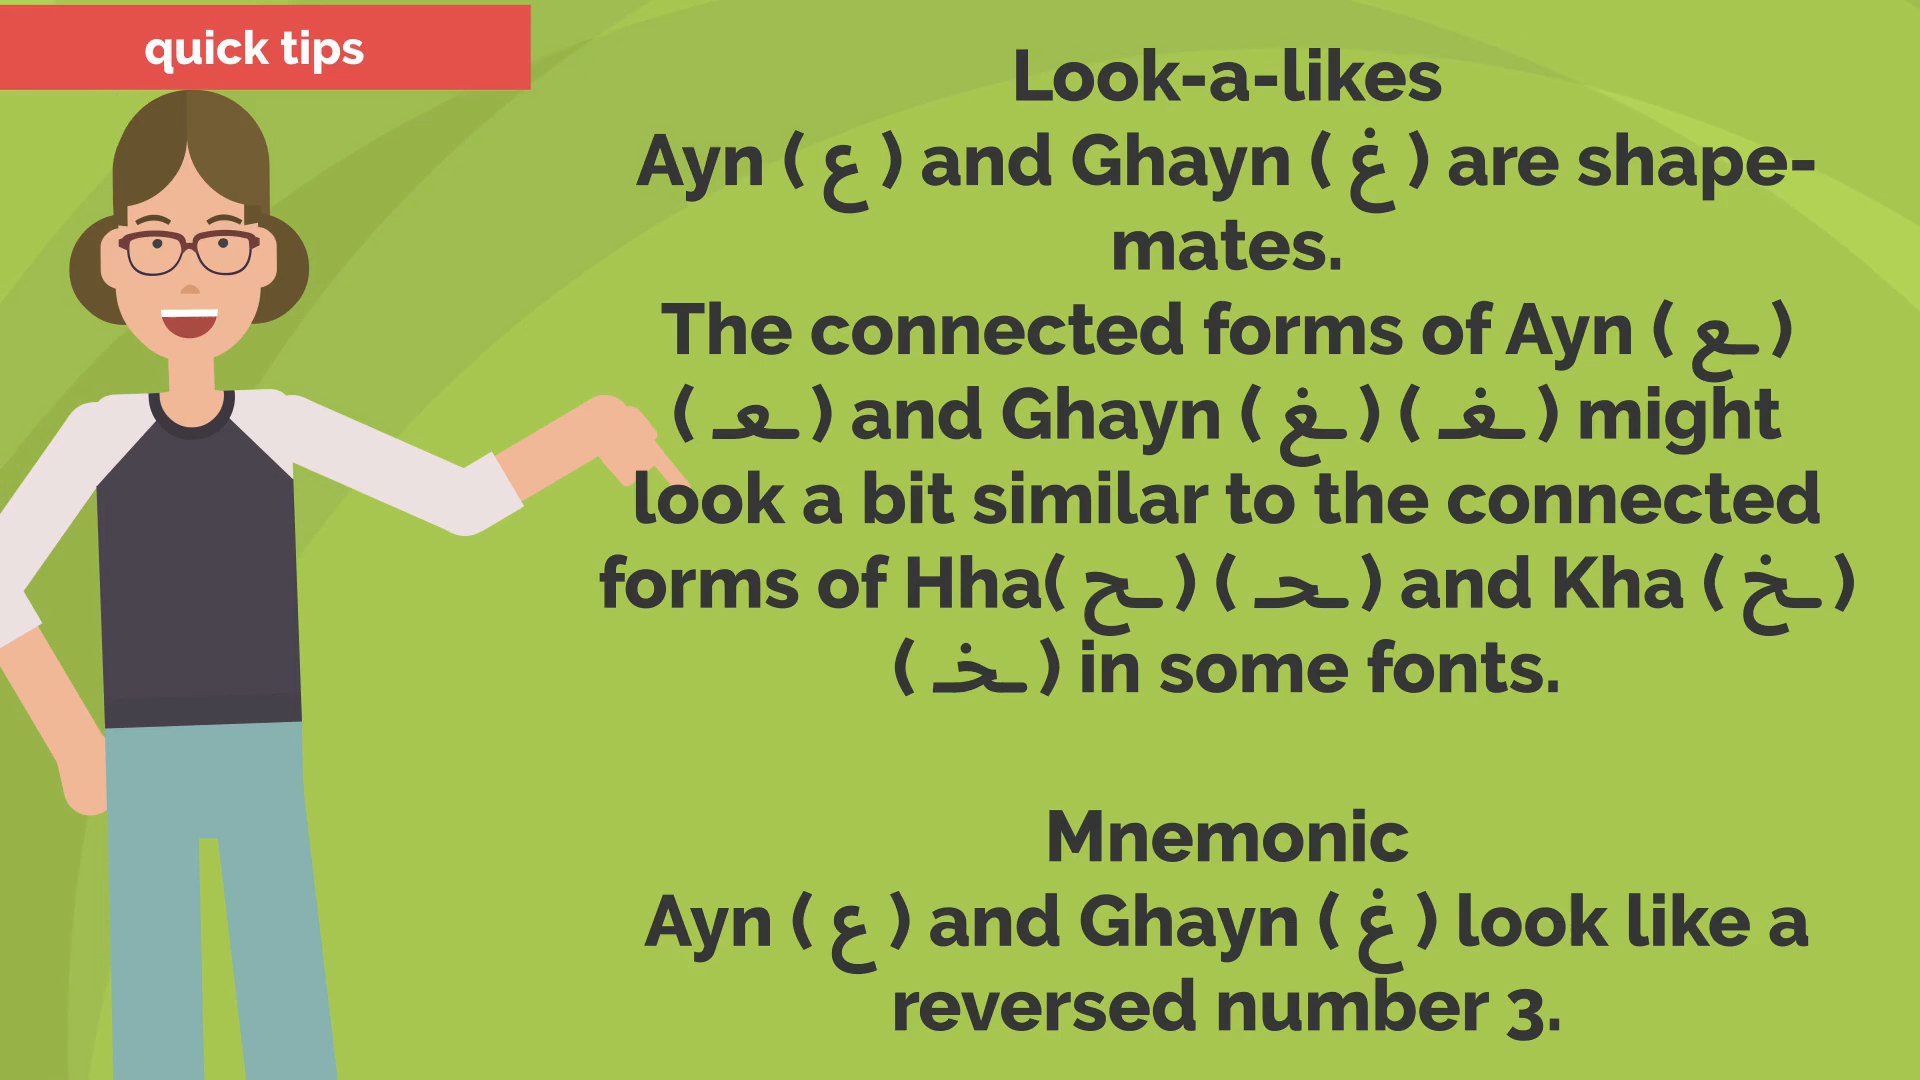 quick tips
Look-a-likes
Ayn ( ع ) and Ghayn ( غ ) are shape-
mates.
The connected forms of Ayn ( ـع )
( ـعـ ) and Ghayn ( ـغ ) ( ـغـ ) might
look a bit similar to the connected
forms of Hha( ـح ) ( ـحـ ) and Kha ( ـخ )
( ـخـ ) in some fonts.
Mnemonic
Ayn ( ع ) and Ghayn ( غ ) look like a
reversed number 3.